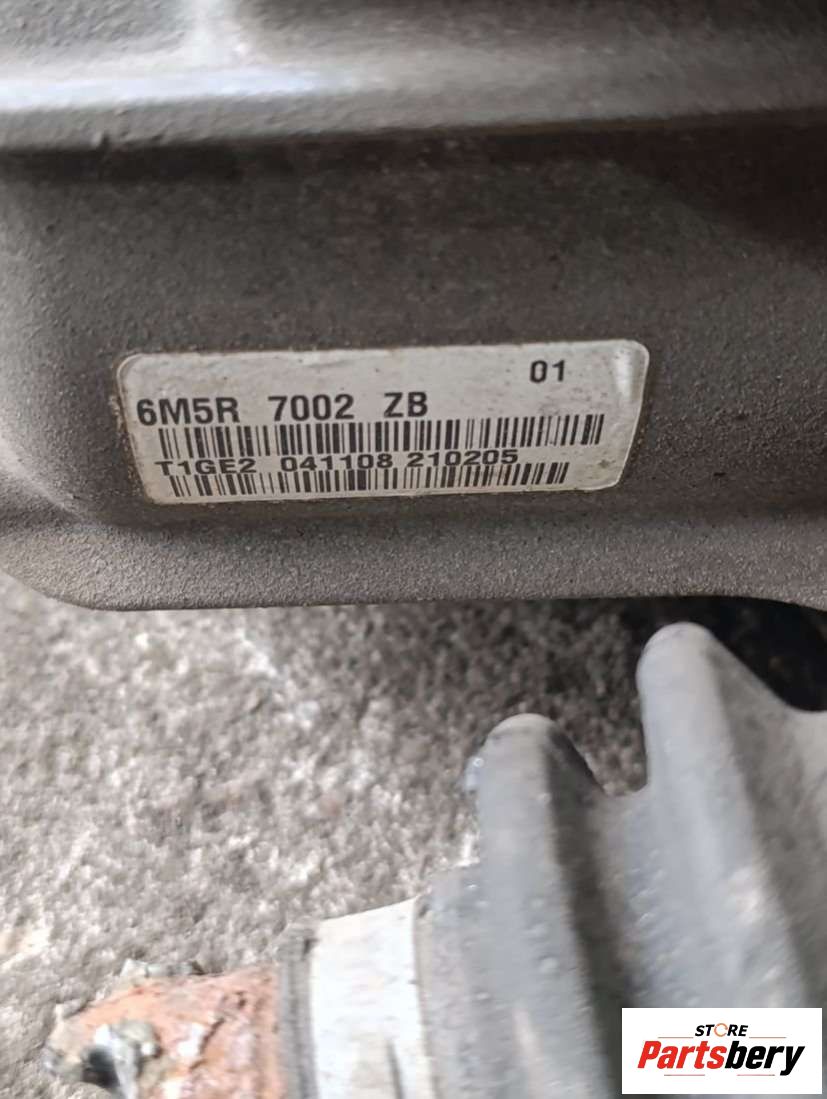 01
6M5R 7002 ZB
T1GE2 041108 210205
STORE
Partsbery